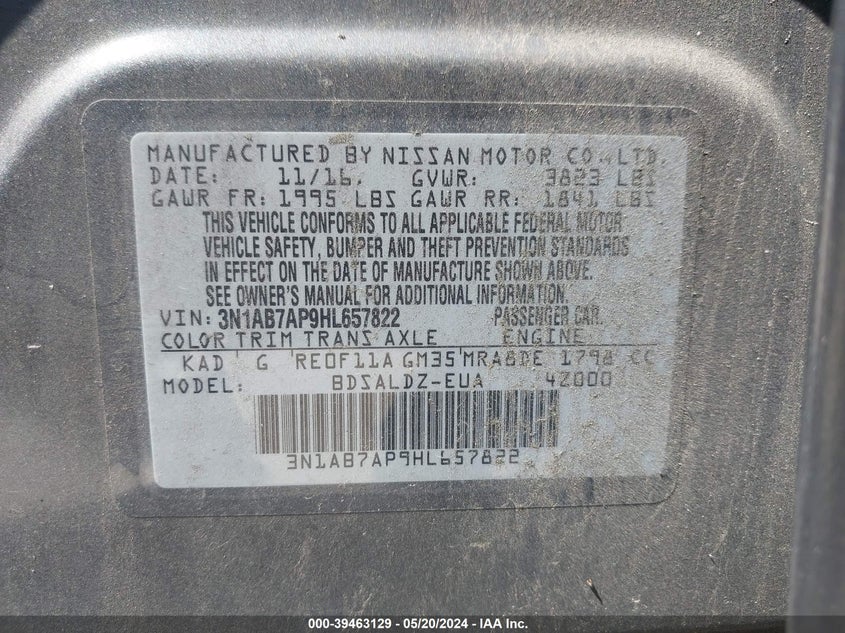 MANUFACTURED BY NISSAN MOTOR CO.,LTD.
DATE: 11/16. GVWR: 3823 LBS
GAWR FR: 1995 LBS GAWR RR: 1841 LBS
THIS VEHICLE CONFORMS TO ALL APPLICABLE FEDERAL MOTOR
VEHICLE SAFETY, BUMPER AND THEFT PREVENTION STANDARDS
IN EFFECT ON THE DATE OF MANUFACTURE SHOWN ABOVE.
SEE OWNER'S MANUAL FOR ADDITIONAL INFORMATION.
VIN: 3N1AB7AP9HL657822 PASSENGER CAR.
COLOR TRIM TRANS AXLE ENGINE
KAD G RE0F11A GM35 MRA8DE 1798 CC
MODEL: BDSALDZ-EUA 4Z000
3N1AB7AP9HL657822
000-39463129 - 05/20/2024 - IAA Inc.